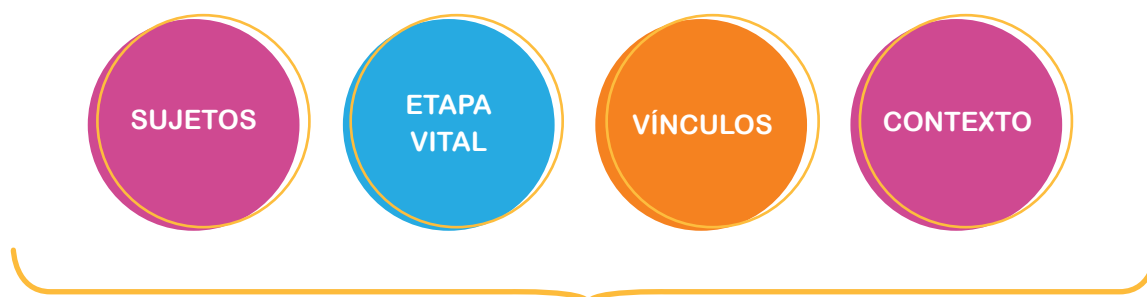 SUJETOS
ETAPA
VITAL
VÍNCULOS
CONTEXTO